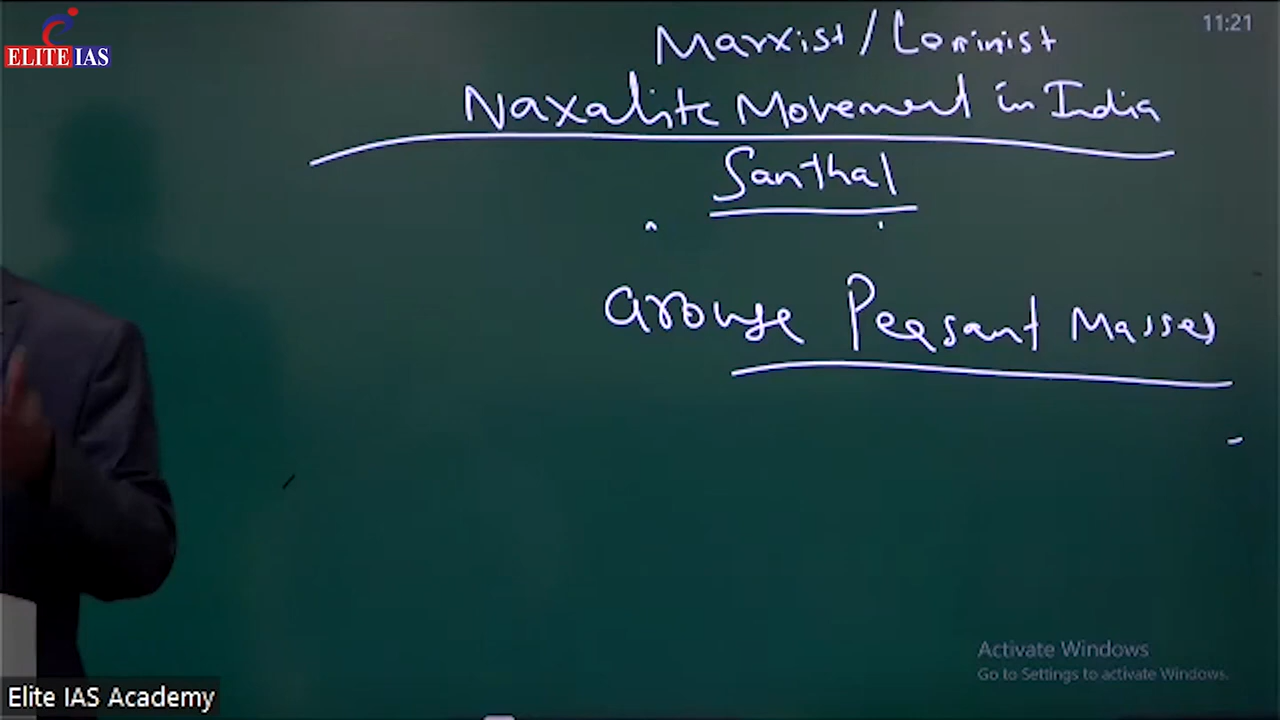 11:21
ELITE IAS
Marxist / Leninist
Naxalite Movement in India
Santhal
arouse Peasant Masses
Activate Windows
Go to Settings to activate Windows.
Elite IAS Academy